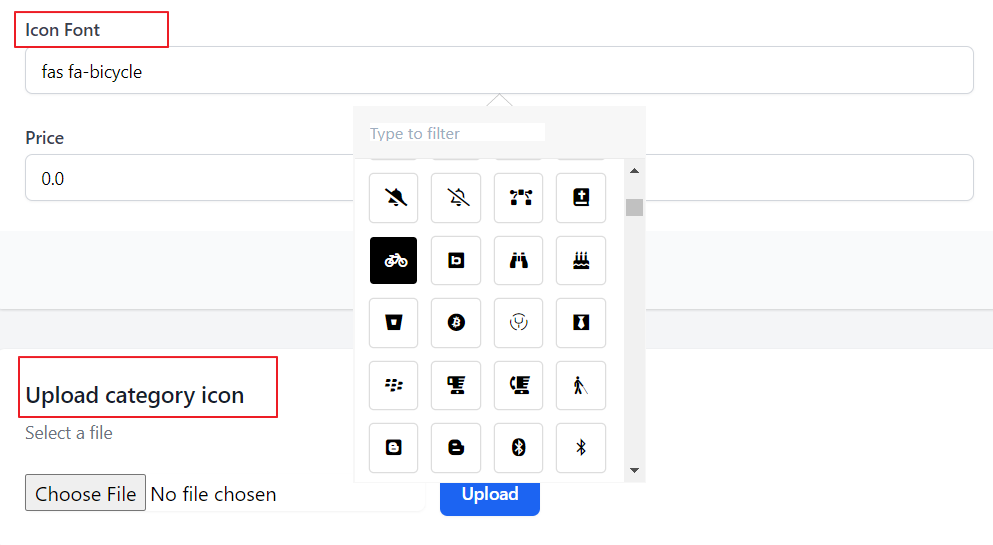 Icon Font
fas fa-bicycle
Type to filter
Price
0.0
Upload category icon
Select a file
Choose File No file chosen
Upload